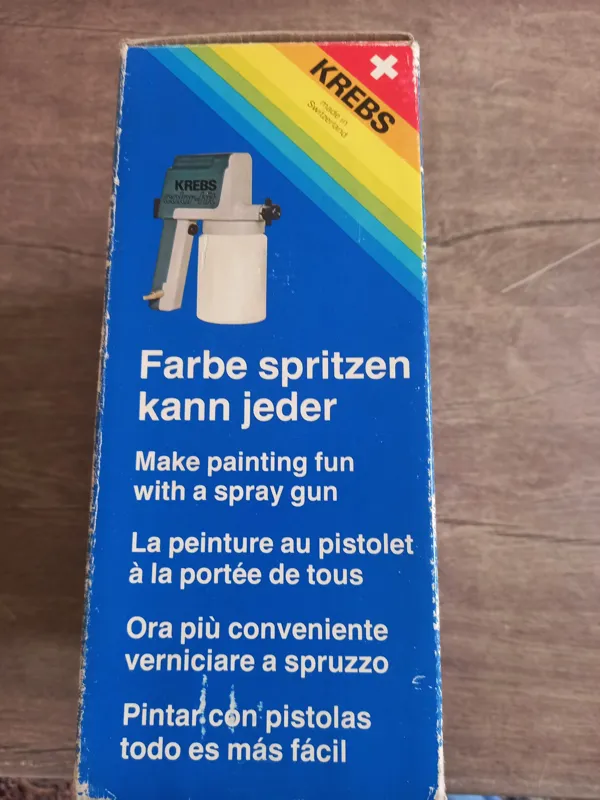 KREBS
made in
Switzerland
KREBS
Farbe spritzen
kann jeder
Make painting fun
with a spray gun
La peinture au pistolet
à la portée de tous
Ora più conveniente
verniciare a spruzzo
Pintar con pistolas
todo es más fácil